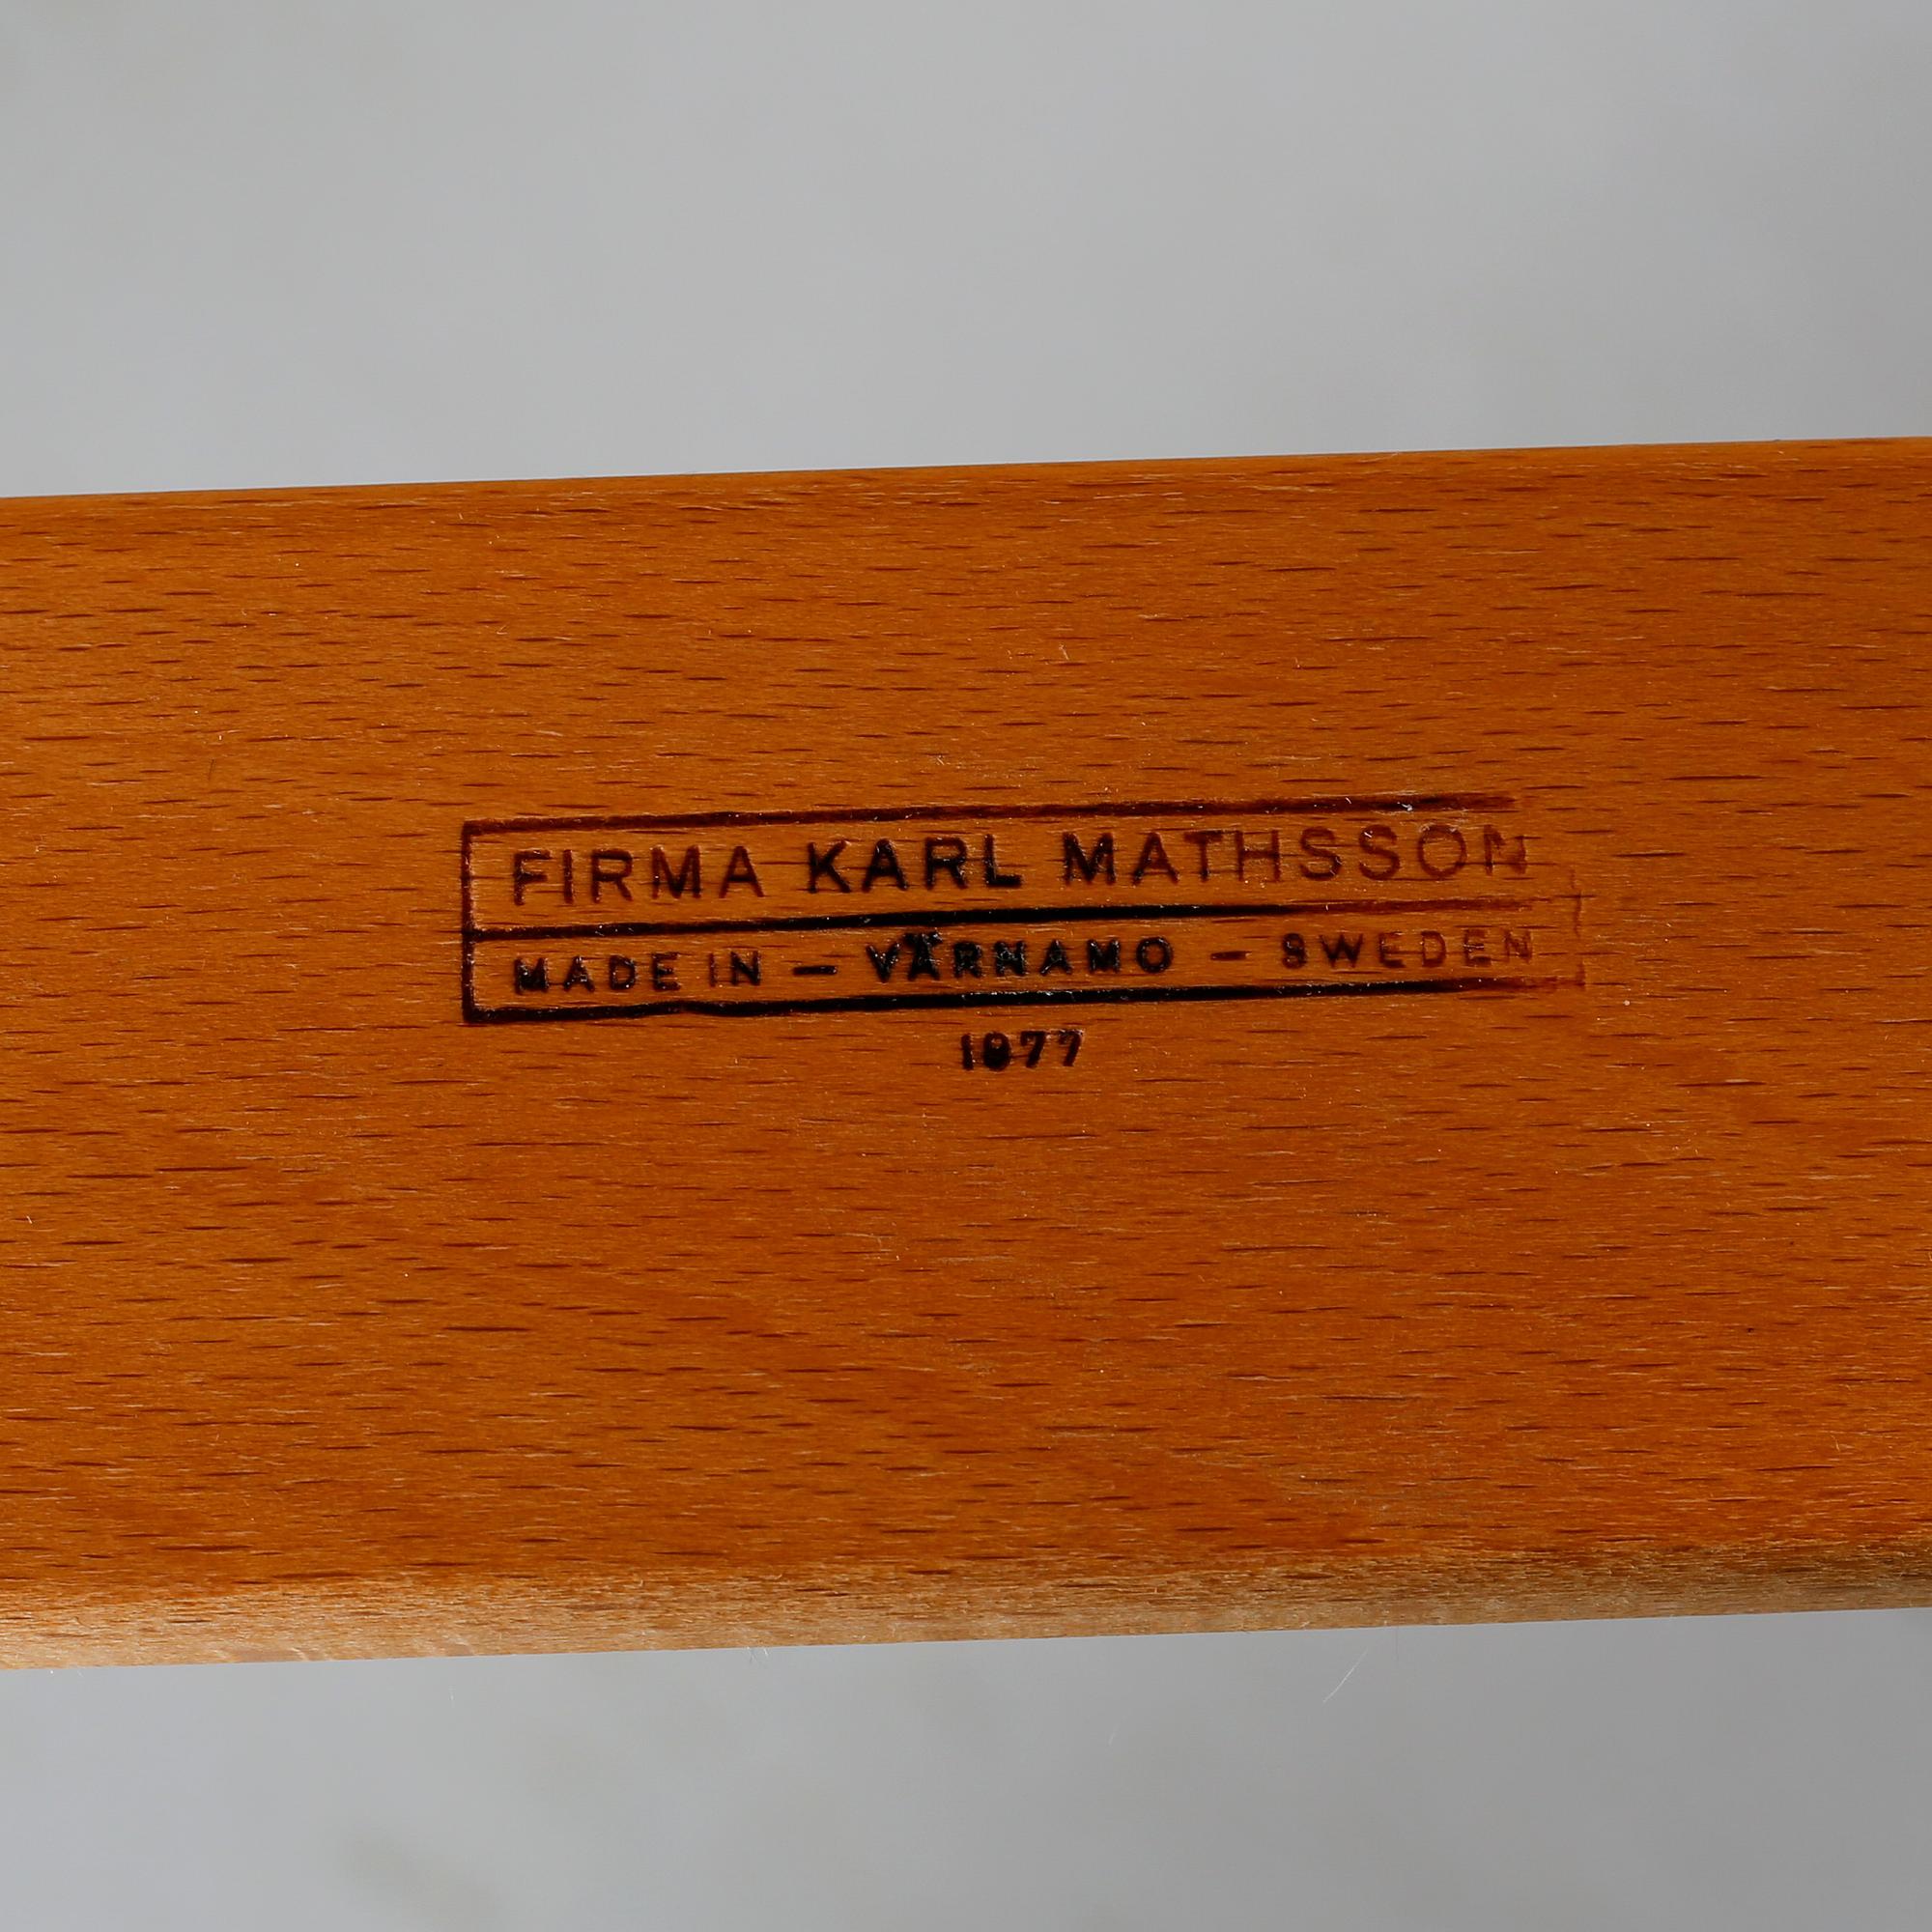 FIRMA KARL MATHSSON
MADE IN – VÄRNAMO – SWEDEN
1977